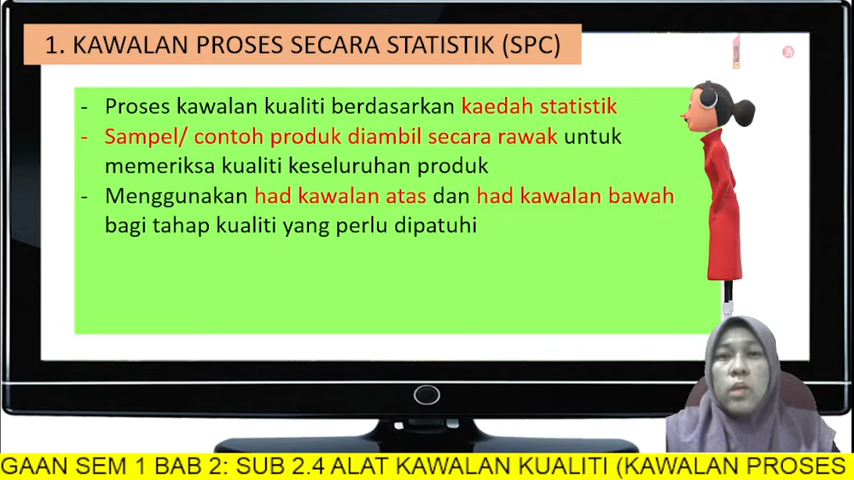 1. KAWALAN PROSES SECARA STATISTIK (SPC)
- Proses kawalan kualiti berdasarkan kaedah statistik
- Sampel/ contoh produk diambil secara rawak untuk
memeriksa kualiti keseluruhan produk
- Menggunakan had kawalan atas dan had kawalan bawah
bagi tahap kualiti yang perlu dipatuhi
GAAN SEM 1 BAB 2: SUB 2.4 ALAT KAWALAN KUALITI (KAWALAN PROSES